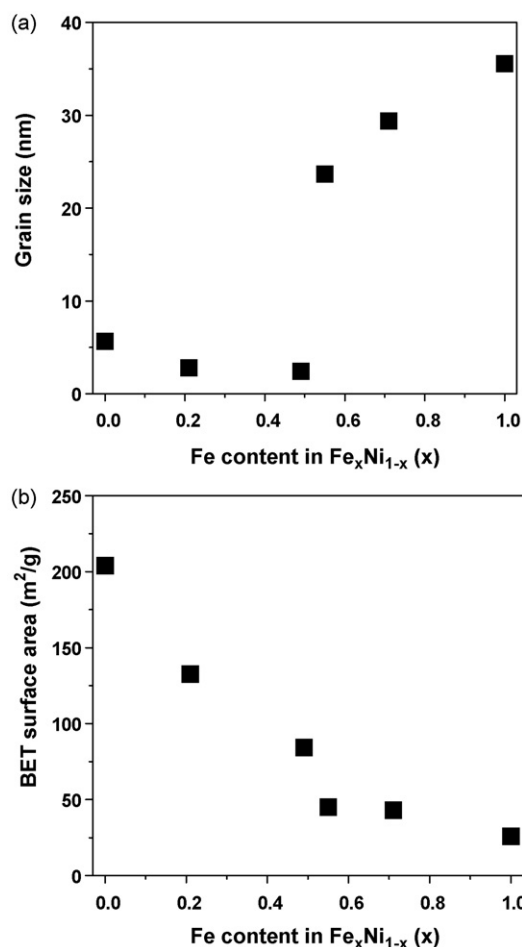 (a)
40
30
20
10
0
Grain size (nm)
0.0 0.2 0.4 0.6 0.8 1.0
Fe content in FeₓNi₁₋ₓ (x)
(b)
250
200
150
100
50
0
BET surface area (m²/g)
0.0 0.2 0.4 0.6 0.8 1.0
Fe content in FeₓNi₁₋ₓ (x)